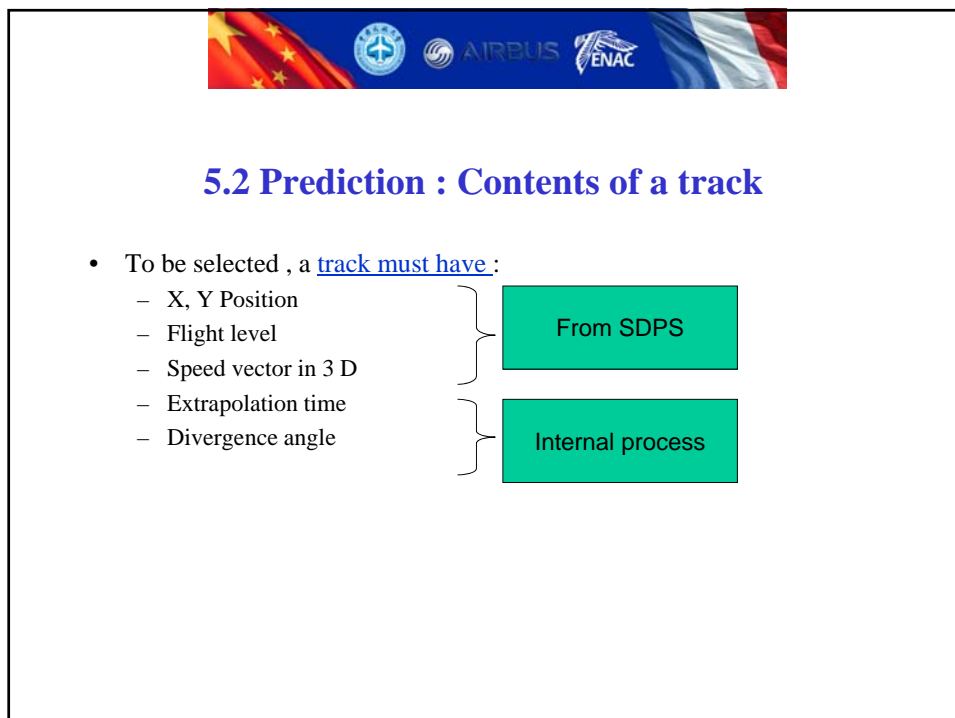 AIRBUS ENAC
5.2 Prediction : Contents of a track
• To be selected , a track must have :
– X, Y Position
– Flight level
– Speed vector in 3 D
– Extrapolation time
– Divergence angle
From SDPS
Internal process